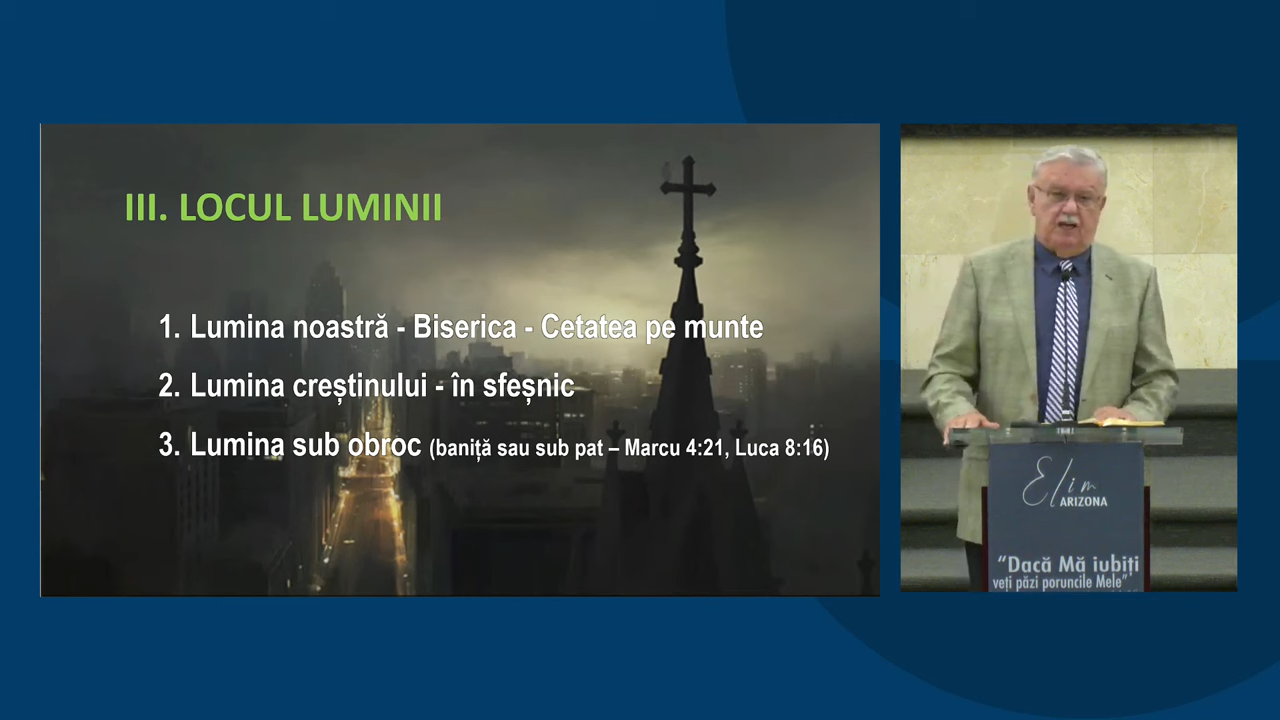 III. LOCUL LUMINII
1. Lumina noastră - Biserica - Cetatea pe munte
2. Lumina creștinului - în sfeșnic
3. Lumina sub obroc (baniță sau sub pat – Marcu 4:21, Luca 8:16)
Elim
ARIZONA
“Dacă Mă iubiți
veți păzi poruncile Mele”